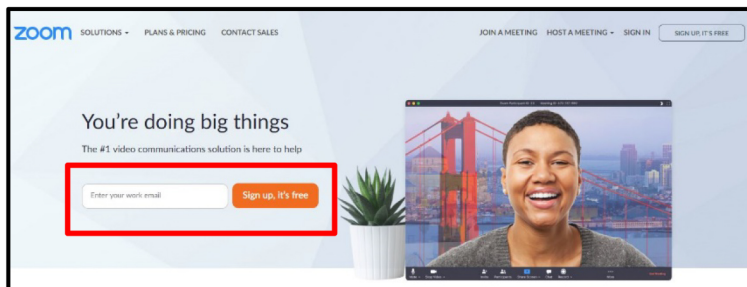 zoom SOLUTIONS PLANS & PRICING CONTACT SALES JOIN A MEETING HOST A MEETING SIGN IN SIGN UP, IT'S FREE
You're doing big things
The #1 video communications solution is here to help
Enter your work email Sign up, it's free